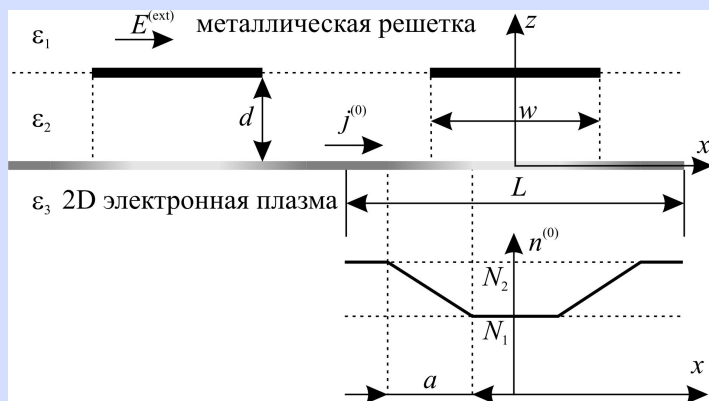 ε₁ E⁽ᵉˣᵗ⁾ металлическая решетка z
ε₂ d j⁽⁰⁾ w
x
ε₃ 2D электронная плазма L
n⁽⁰⁾
N₂
N₁
x
a